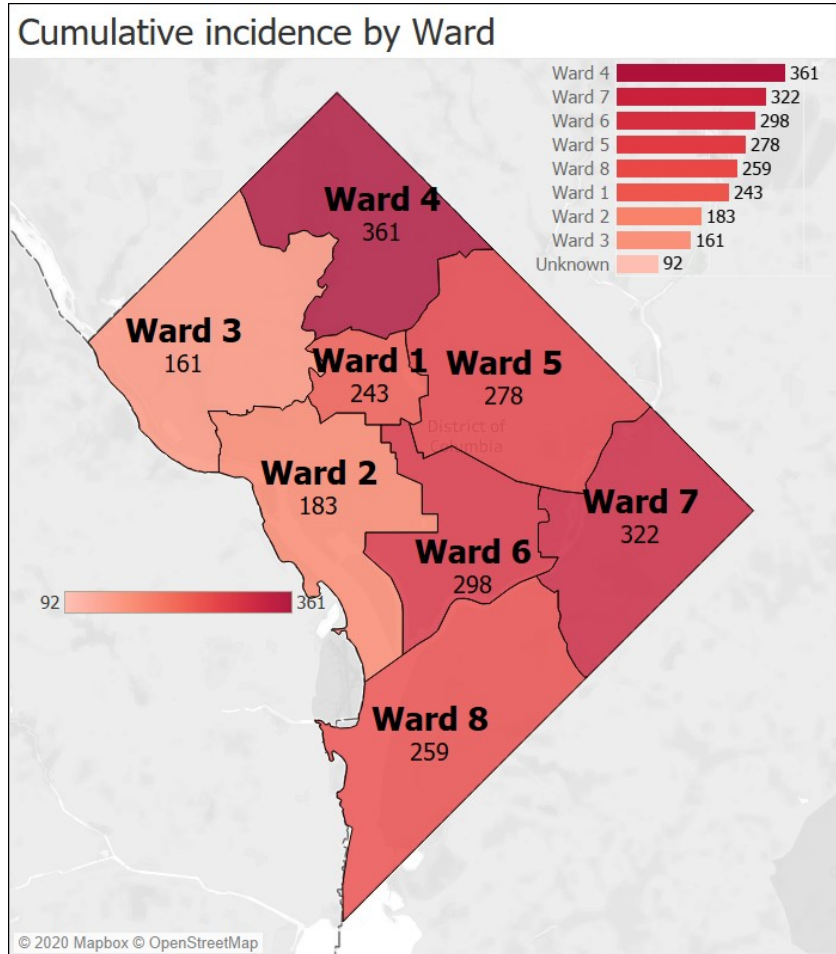 Cumulative incidence by Ward
Ward 4 361
Ward 7 322
Ward 6 298
Ward 5 278
Ward 8 259
Ward 1 243
Ward 2 183
Ward 3 161
Unknown 92
Ward 4
361
Ward 3
161
Ward 1
243
Ward 5
278
District of
Columbia
Ward 2
183
Ward 7
322
Ward 6
298
92 361
Ward 8
259
© 2020 Mapbox © OpenStreetMap